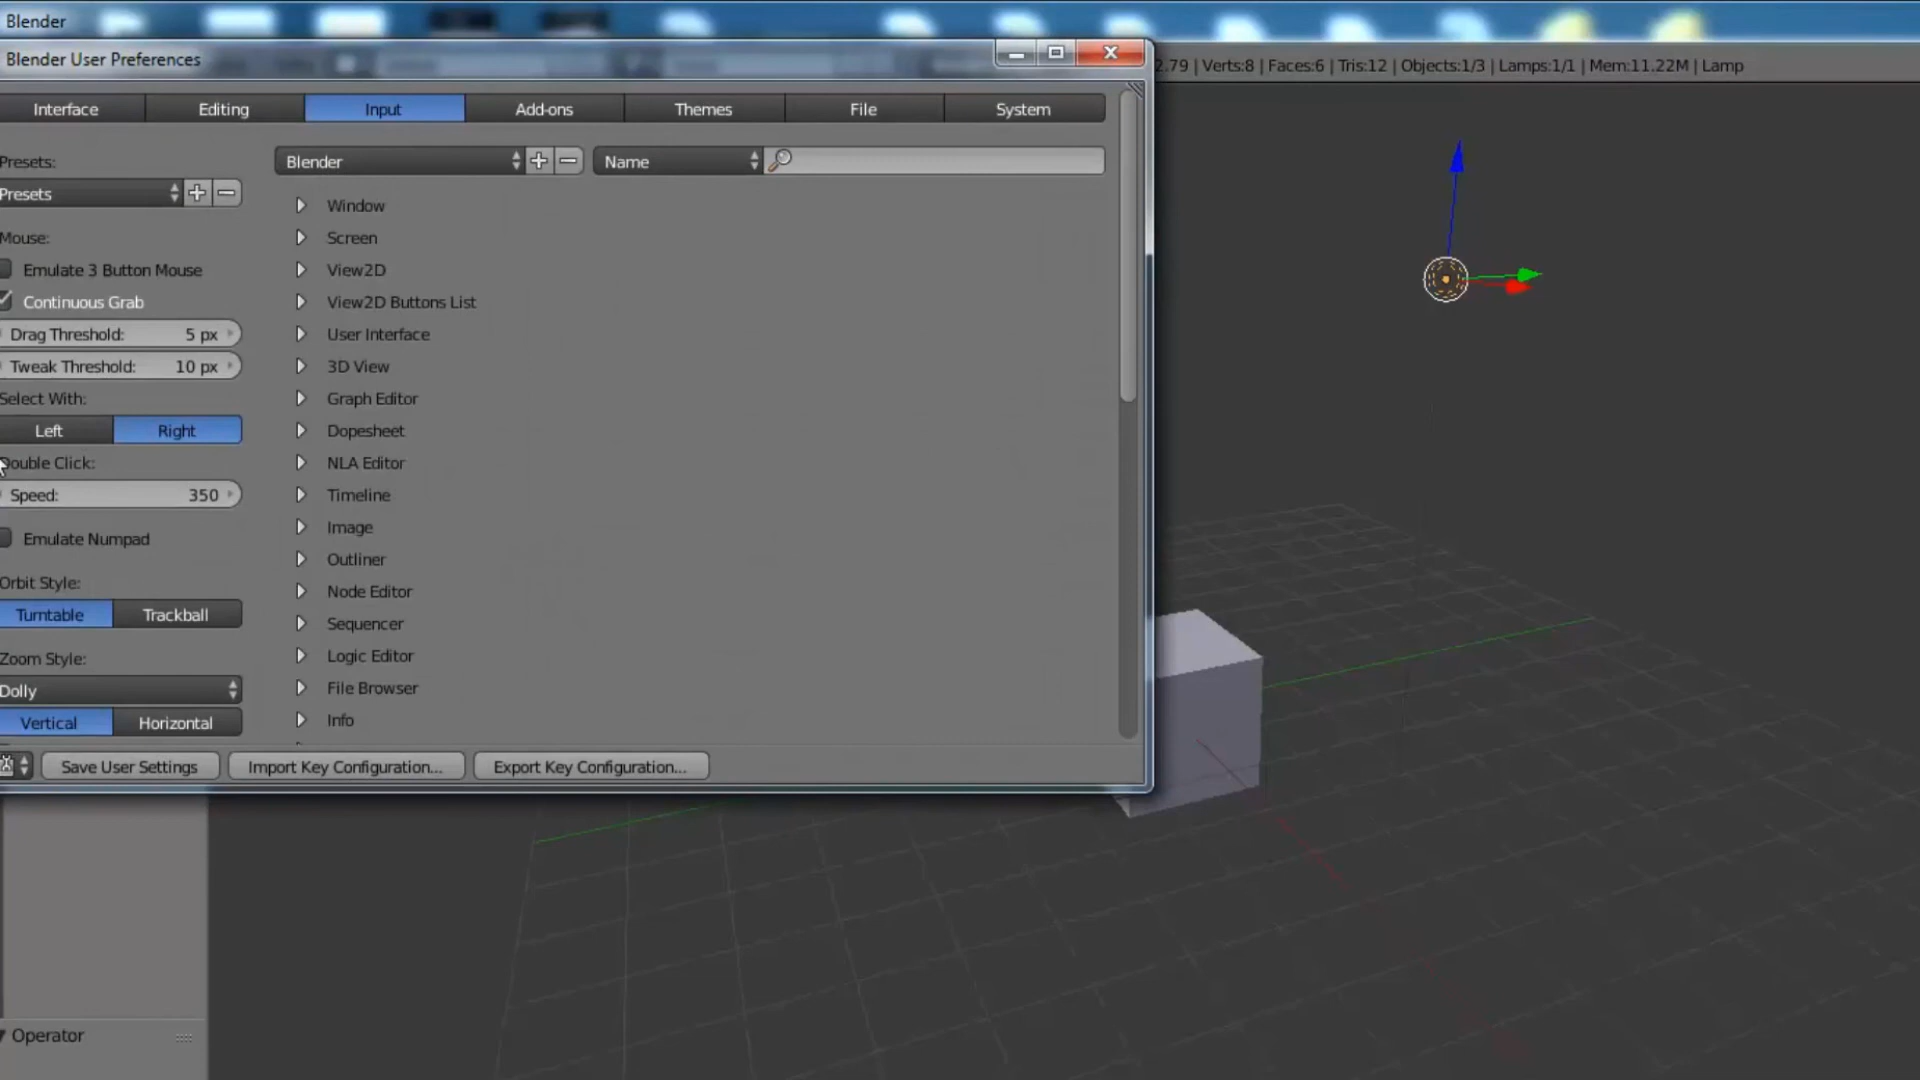 Blender
Blender User Preferences
2.79 | Verts:8 | Faces:6 | Tris:12 | Objects:1/3 | Lamps:1/1 | Mem:11.22M | Lamp
Interface Editing Input Add-ons Themes File System
Presets:
Presets
Blender Name
Mouse:
Emulate 3 Button Mouse
Continuous Grab
Drag Threshold: 5 px
Tweak Threshold: 10 px
Select With:
Left Right
Double Click:
Speed: 350
Emulate Numpad
Orbit Style:
Turntable Trackball
Zoom Style:
Dolly
Vertical Horizontal
Window
Screen
View2D
View2D Buttons List
User Interface
3D View
Graph Editor
Dopesheet
NLA Editor
Timeline
Image
Outliner
Node Editor
Sequencer
Logic Editor
File Browser
Info
Save User Settings Import Key Configuration... Export Key Configuration...
Operator